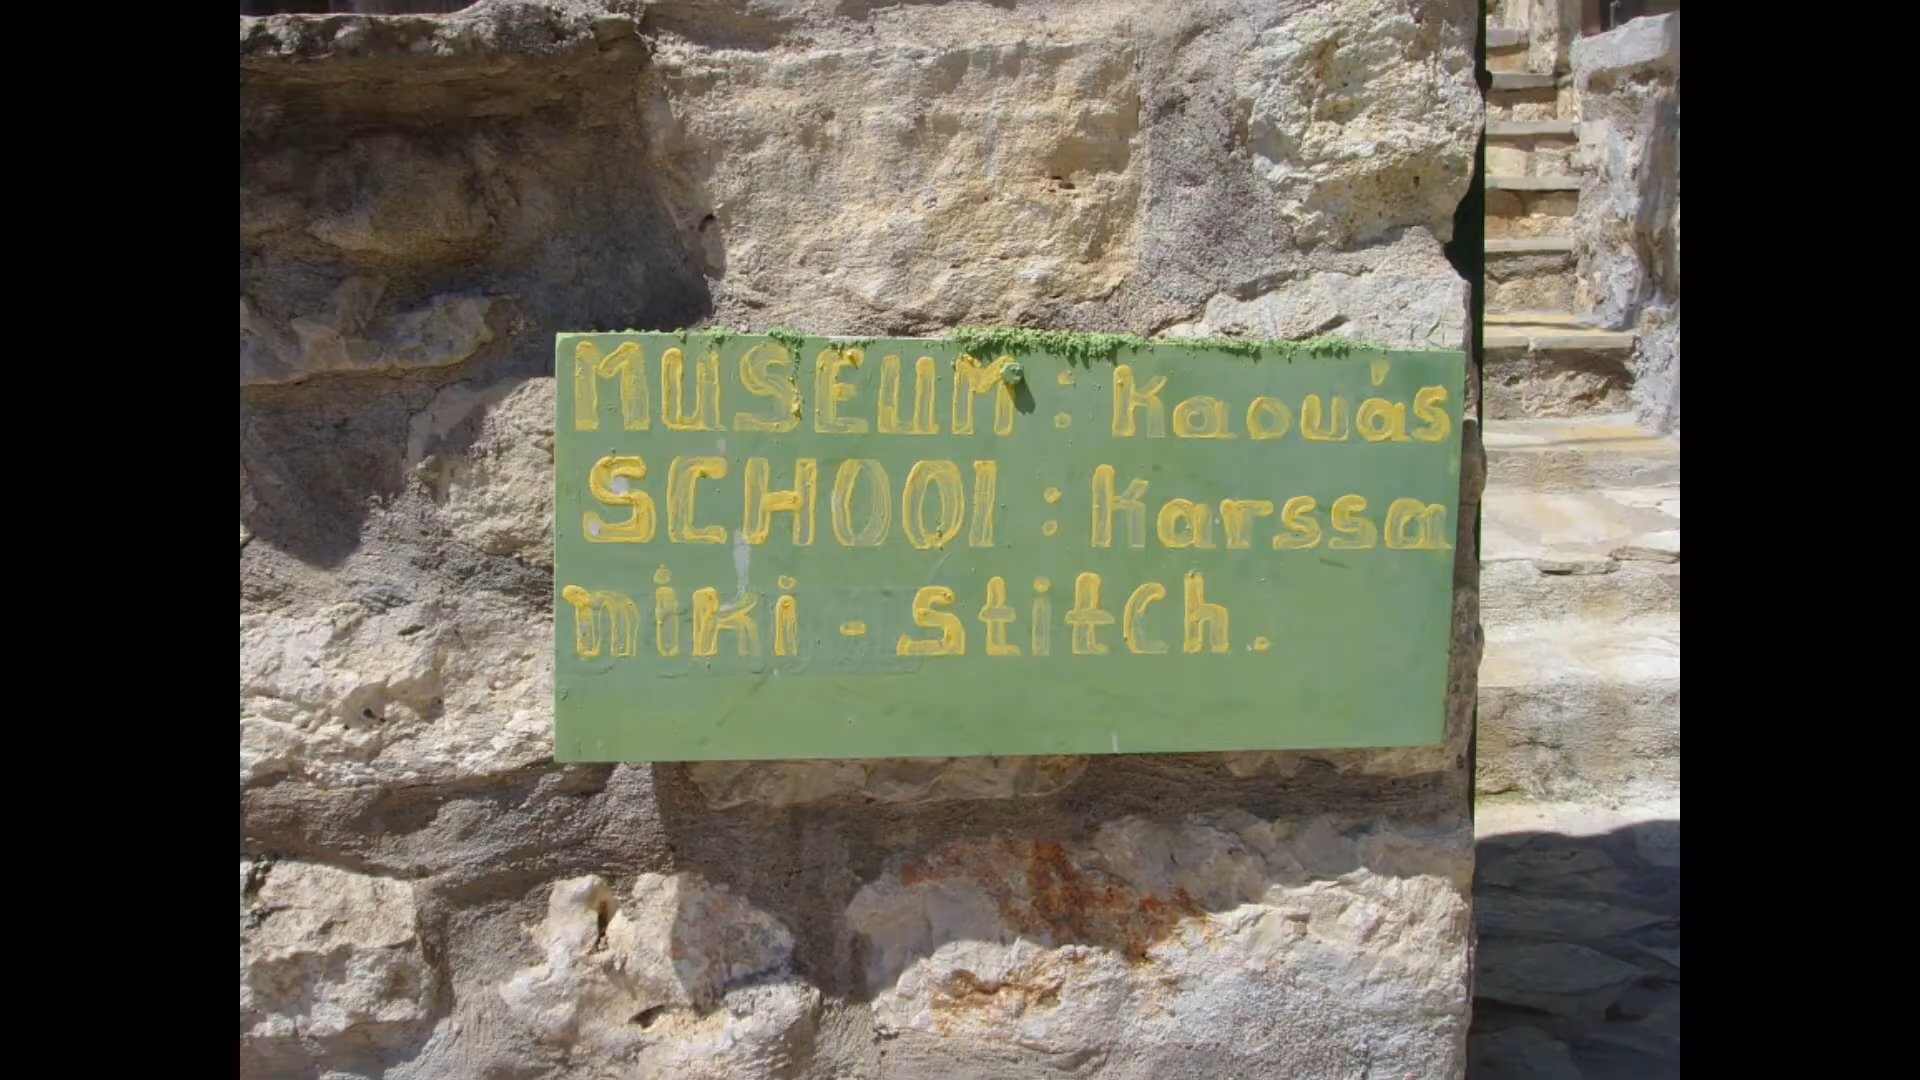 MUSEUM : Kaouás
SCHOOl : Karssa
niki - Stitch.